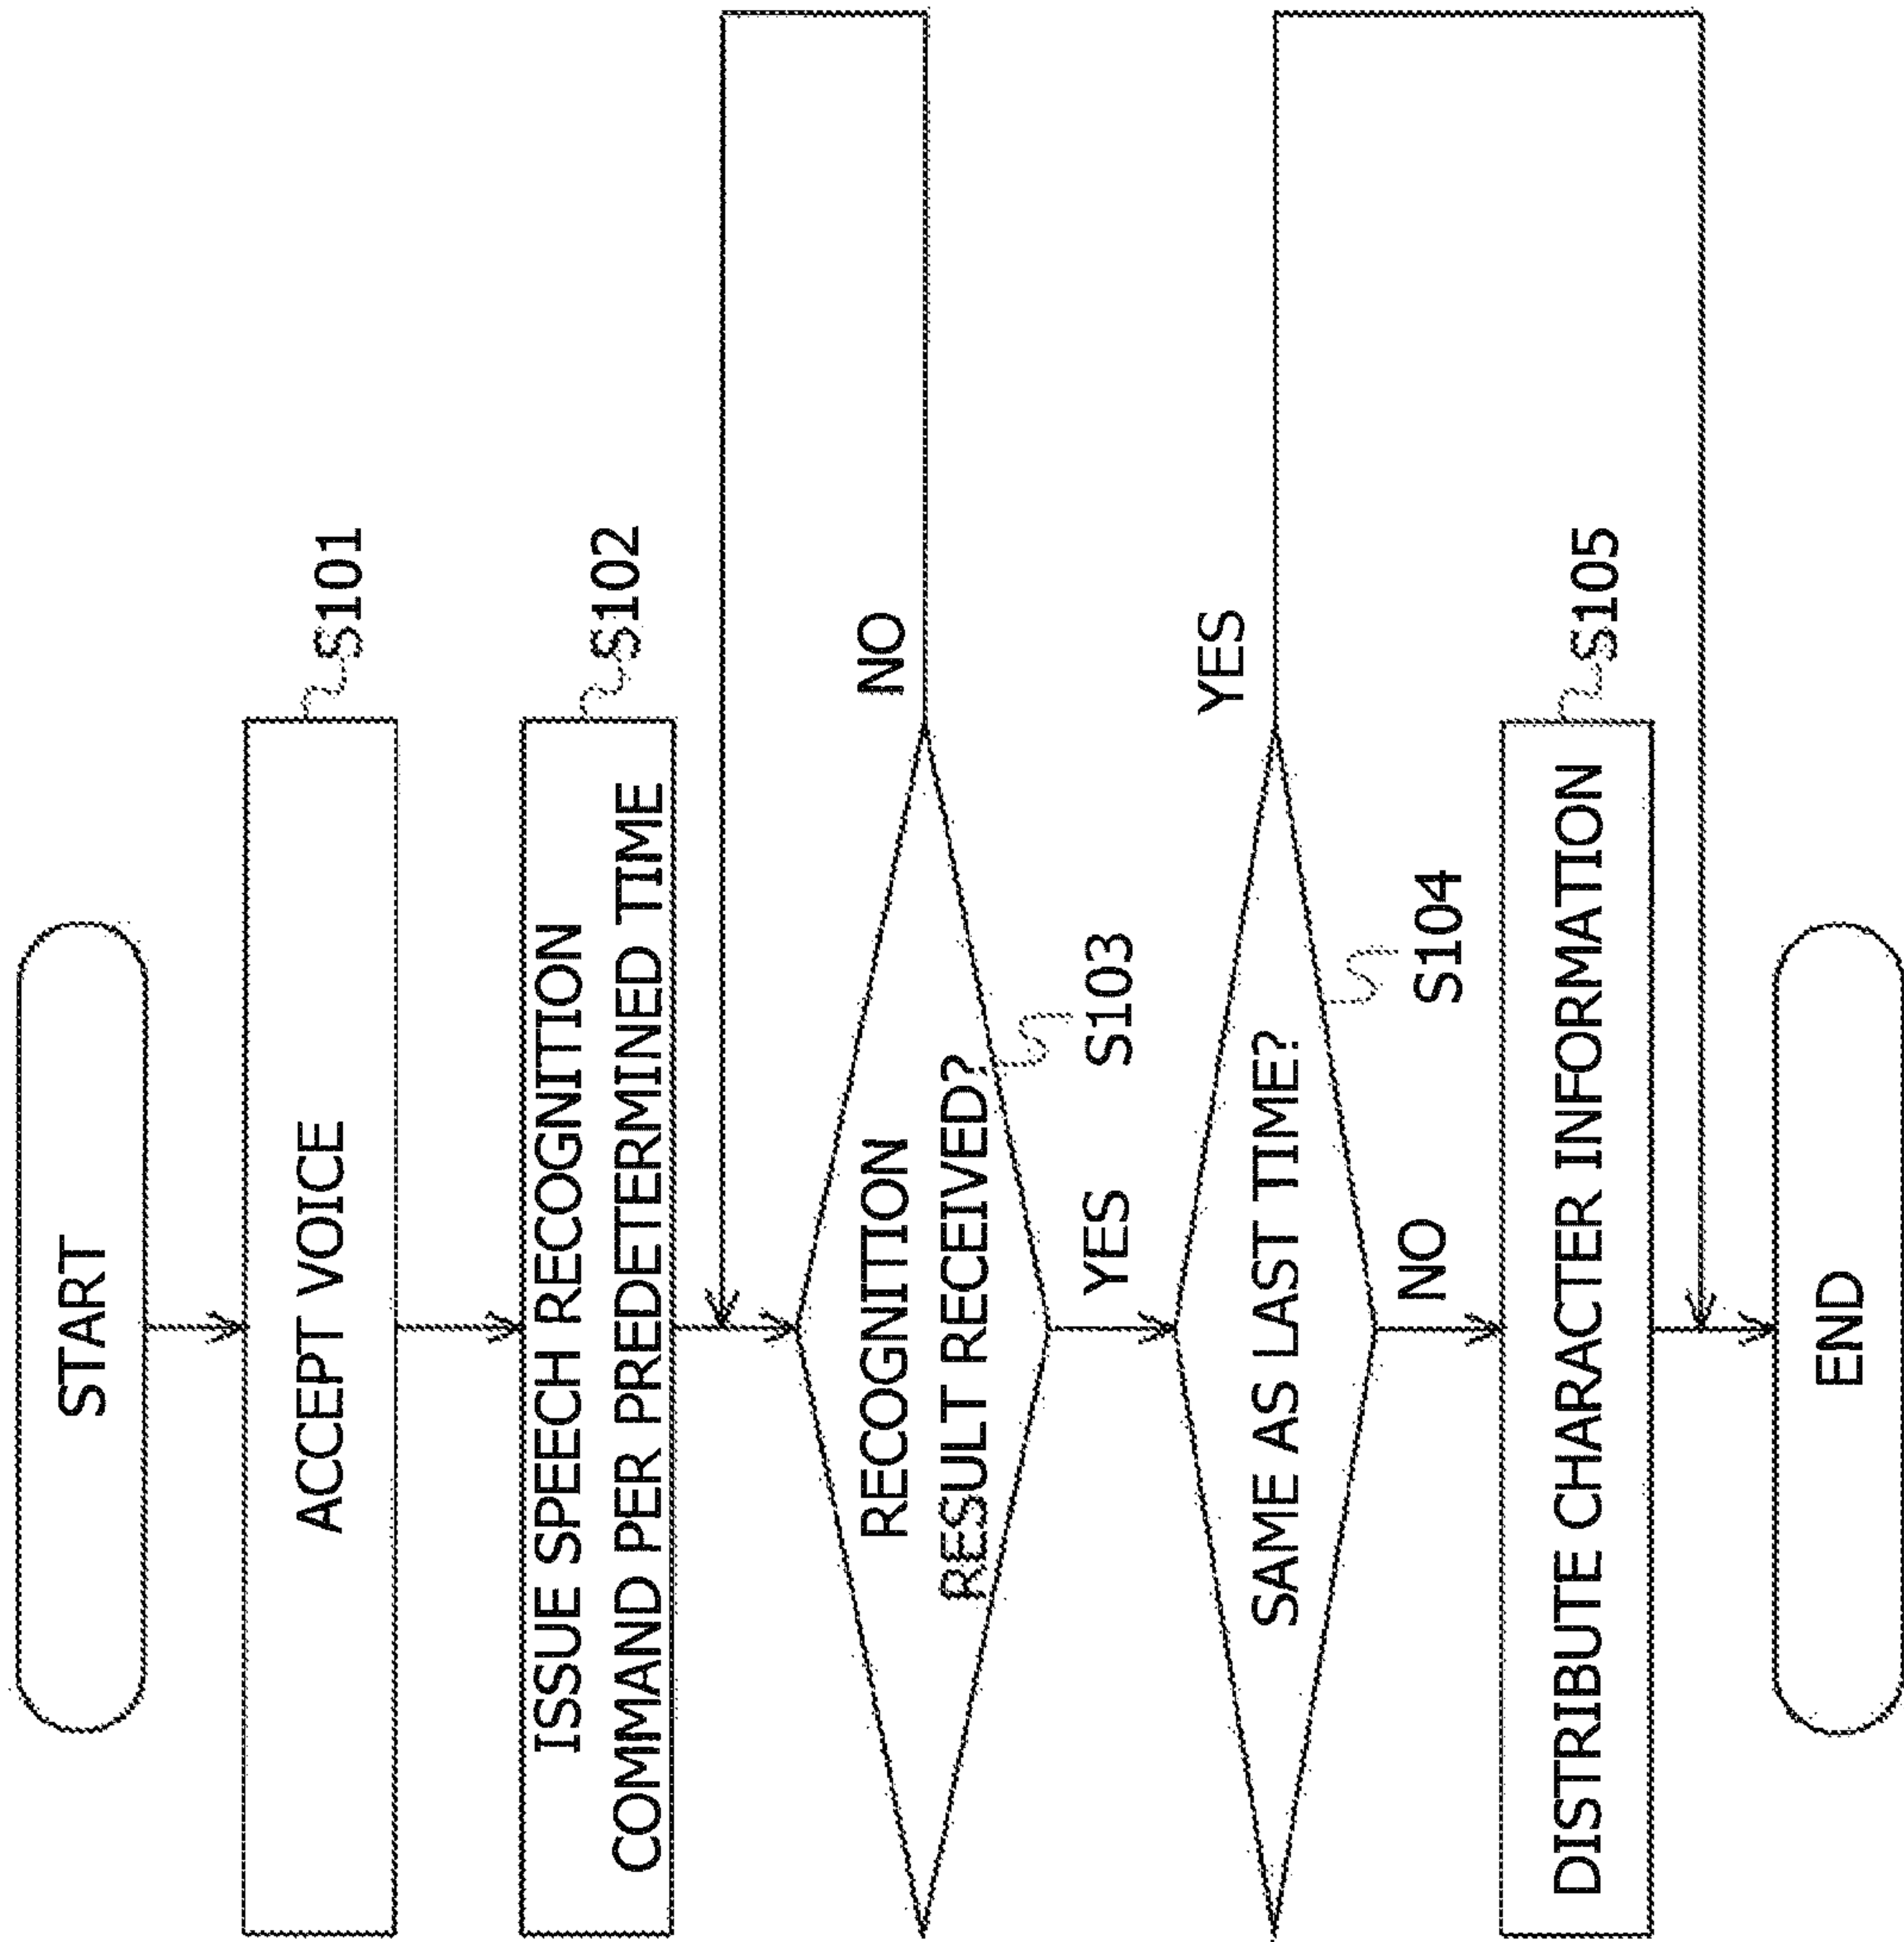 START
ACCEPT VOICE
S101
ISSUE SPEECH RECOGNITION
COMMAND PER PREDETERMINED TIME
S102
RECOGNITION
RESULT RECEIVED?
NO
S103
YES
SAME AS LAST TIME?
YES
S104
NO
DISTRIBUTE CHARACTER INFORMATION
S105
END